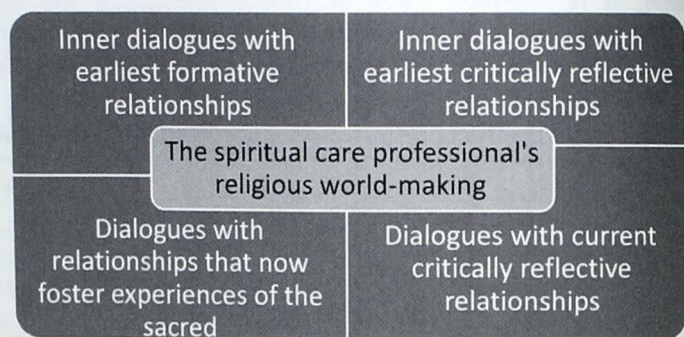 Inner dialogues with
earliest formative
relationships
Inner dialogues with
earliest critically reflective
relationships
The spiritual care professional's
religious world-making
Dialogues with
relationships that now
foster experiences of the
sacred
Dialogues with current
critically reflective
relationships